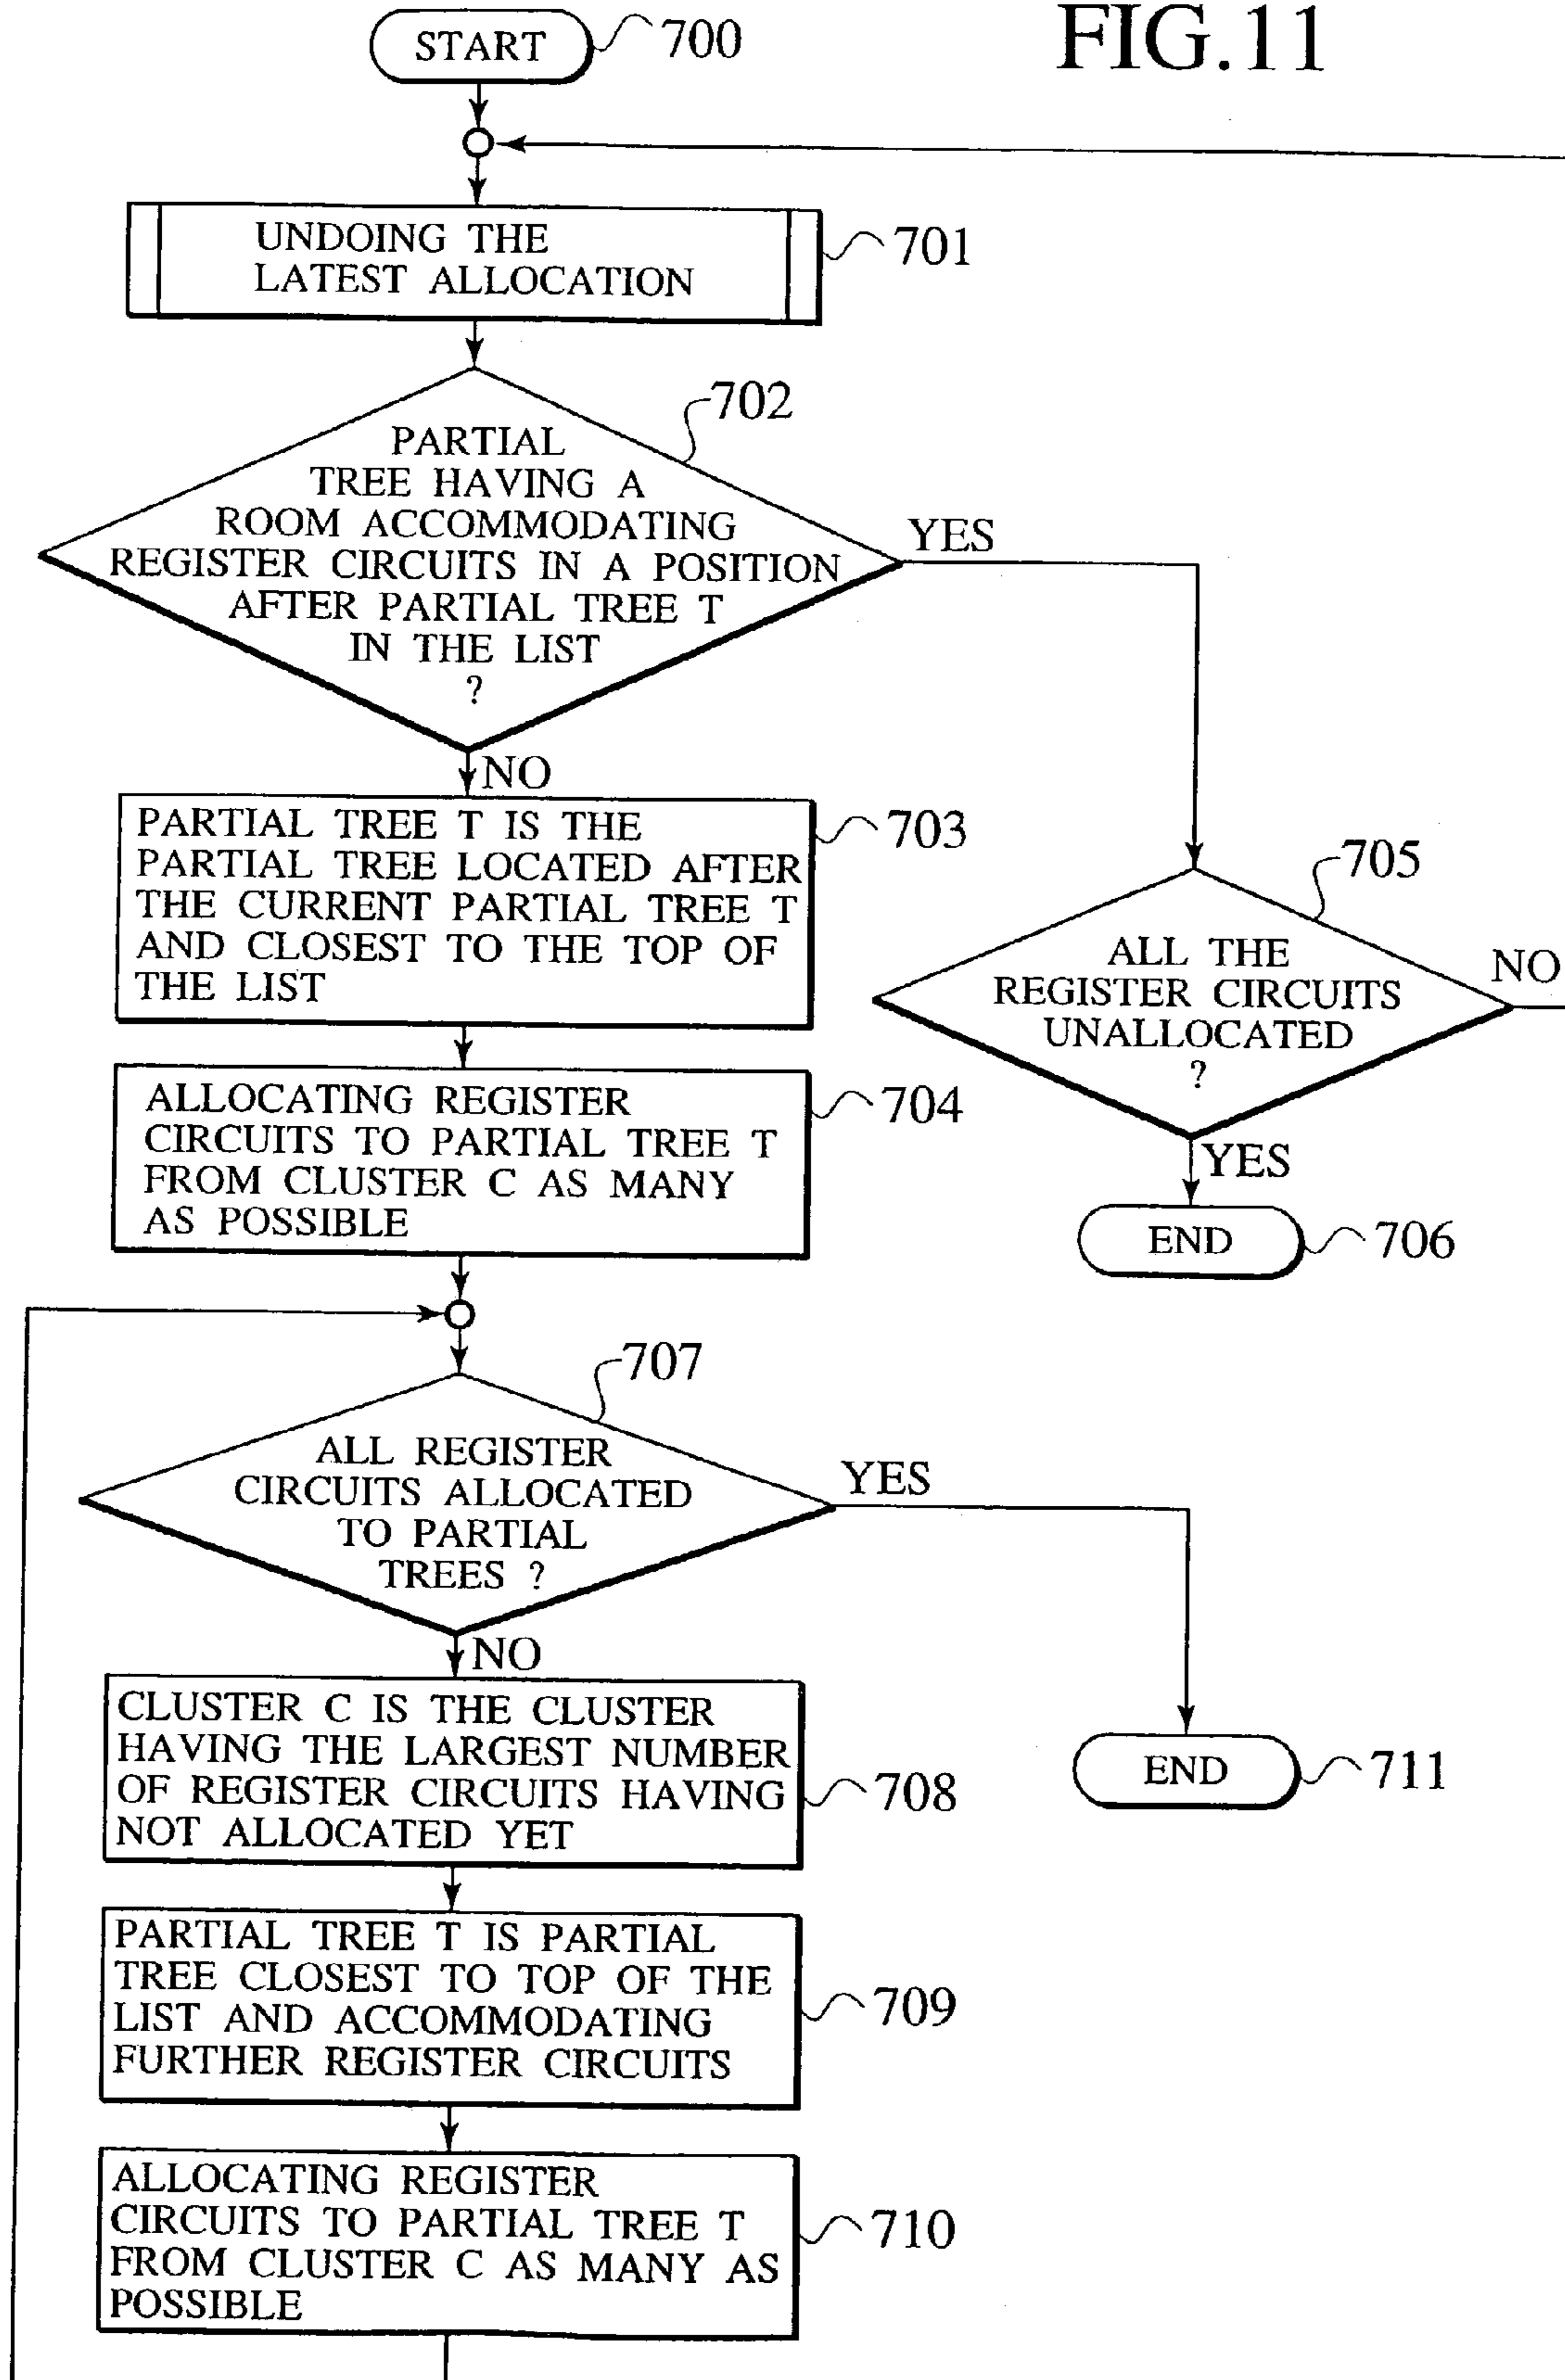 FIG.11
START
700
UNDOING THE
LATEST ALLOCATION
701
702
PARTIAL
TREE HAVING A
ROOM ACCOMMODATING
REGISTER CIRCUITS IN A POSITION
AFTER PARTIAL TREE T
IN THE LIST
?
YES
NO
PARTIAL TREE T IS THE
PARTIAL TREE LOCATED AFTER
THE CURRENT PARTIAL TREE T
AND CLOSEST TO THE TOP OF
THE LIST
703
705
ALL THE
REGISTER CIRCUITS
UNALLOCATED
?
NO
YES
END
706
ALLOCATING REGISTER
CIRCUITS TO PARTIAL TREE T
FROM CLUSTER C AS MANY
AS POSSIBLE
704
707
ALL REGISTER
CIRCUITS ALLOCATED
TO PARTIAL
TREES ?
YES
NO
CLUSTER C IS THE CLUSTER
HAVING THE LARGEST NUMBER
OF REGISTER CIRCUITS HAVING
NOT ALLOCATED YET
708
END
711
PARTIAL TREE T IS PARTIAL
TREE CLOSEST TO TOP OF THE
LIST AND ACCOMMODATING
FURTHER REGISTER CIRCUITS
709
ALLOCATING REGISTER
CIRCUITS TO PARTIAL TREE T
FROM CLUSTER C AS MANY AS
POSSIBLE
710